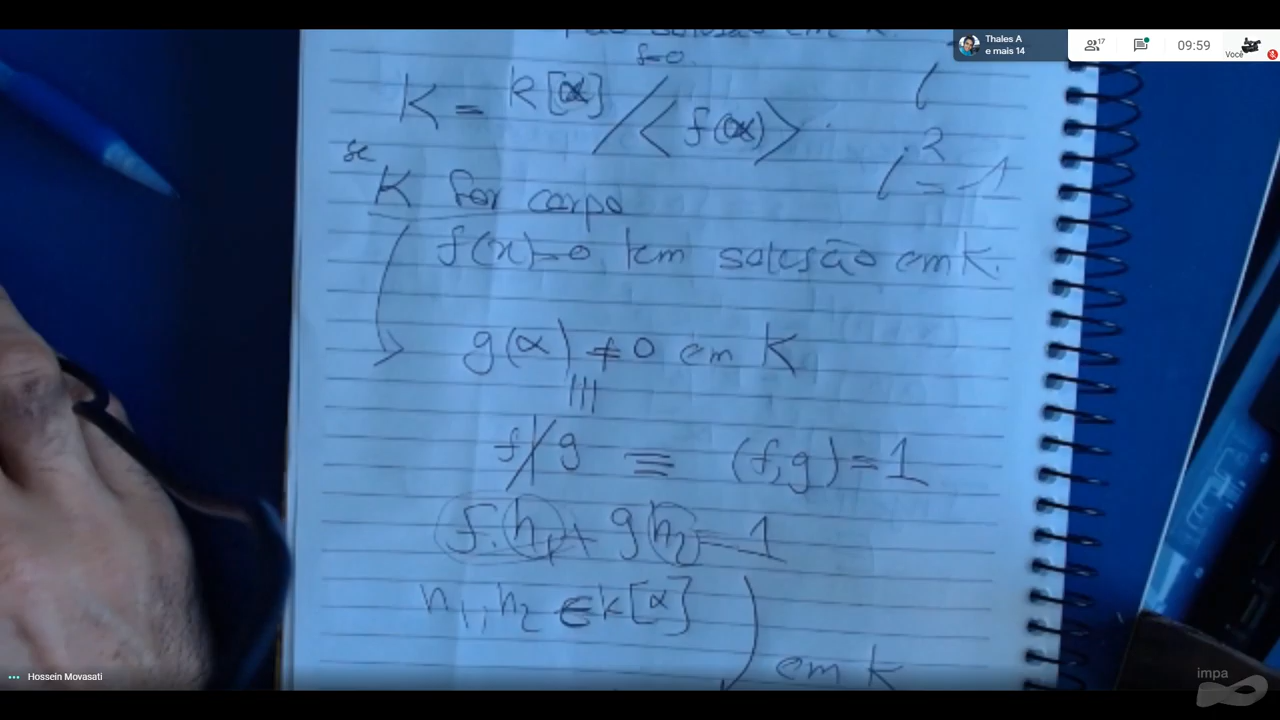 Thales A
e mais 14
17
09:59
Você
f=0
K = k[α] / <f(α)>
i
i² = -1
se
K for corpo
f(x)=0 tem solusão em K.
g(α) ≠ 0 em K
|||
f∤g ≡ (f,g)=1
f.h₁ + g h₂ = 1
h₁, h₂ ∈ k[α]
em K
Hossein Movasati
impa